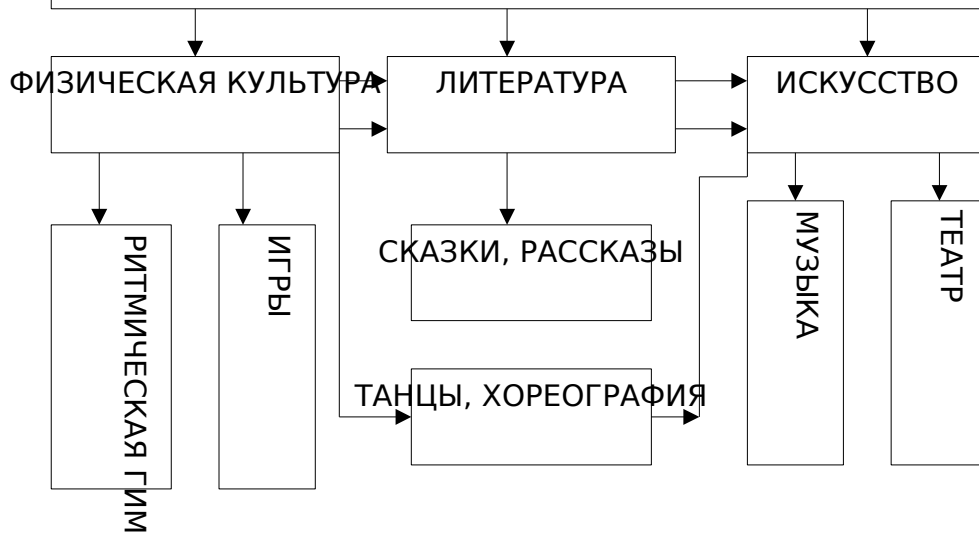 ФИЗИЧЕСКАЯ КУЛЬТУРА
ЛИТЕРАТУРА
ИСКУССТВО
РИТМИЧЕСКАЯ ГИМ
ИГРЫ
СКАЗКИ, РАССКАЗЫ
ТАНЦЫ, ХОРЕОГРАФИЯ
МУЗЫКА
ТЕАТР